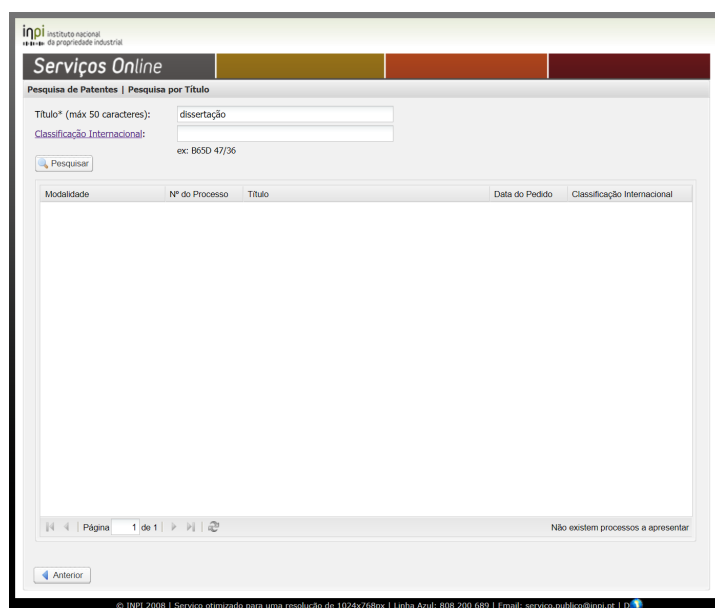 inpi instituto nacional
da propriedade industrial
Serviços Online
Pesquisa de Patentes | Pesquisa por Título
Título* (máx 50 caracteres): dissertação
Classificação Internacional:
ex: B65D 47/36
Pesquisar
Modalidade Nº do Processo Título Data do Pedido Classificação Internacional
Página 1 de 1 Não existem processos a apresentar
Anterior
© INPI 2008 | Serviço otimizado para uma resolução de 1024x768px | Linha Azul: 808 200 689 | Email: servico.publico@inpi.pt | D